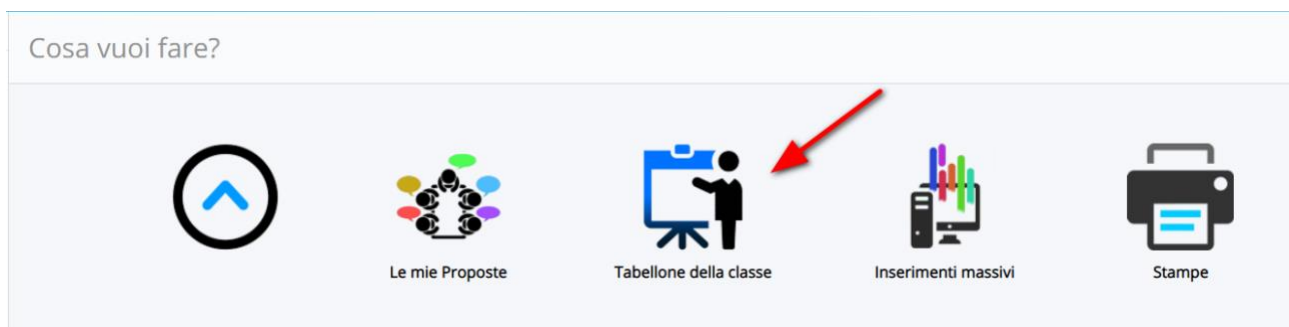 Cosa vuoi fare?
Le mie Proposte
Tabellone della classe
Inserimenti massivi
Stampe